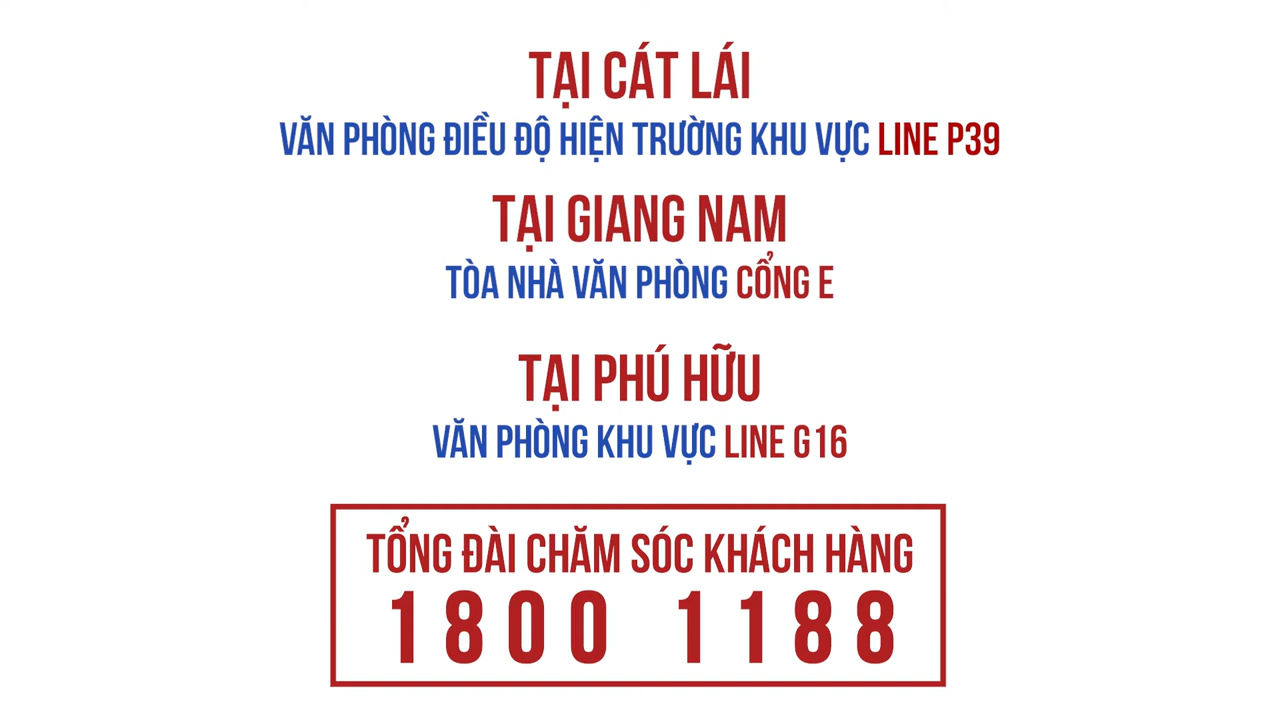 TẠI CÁT LÁI
VĂN PHÒNG ĐIỀU ĐỘ HIỆN TRƯỜNG KHU VỰC LINE P39
TẠI GIANG NAM
TÒA NHÀ VĂN PHÒNG CỔNG E
TẠI PHÚ HỮU
VĂN PHÒNG KHU VỰC LINE G16
TỔNG ĐÀI CHĂM SÓC KHÁCH HÀNG
1800 1188